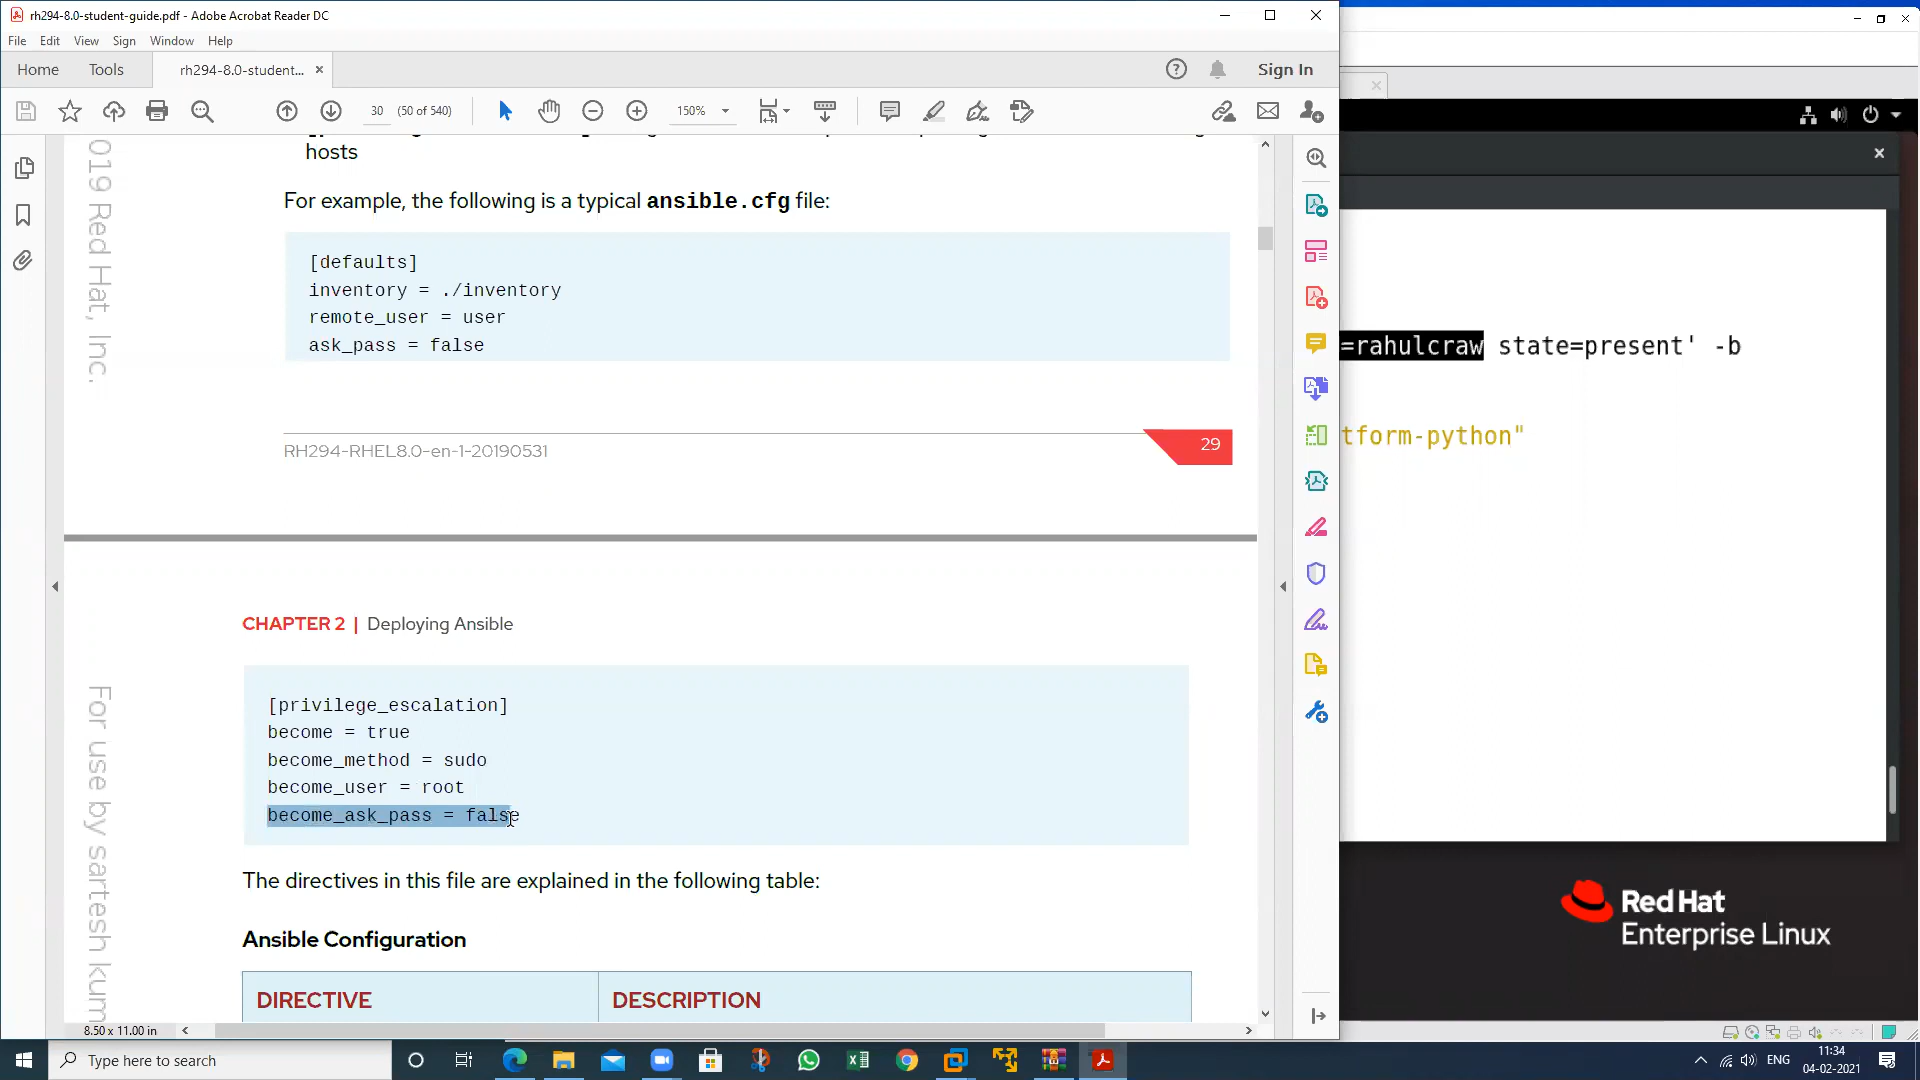 rh294-8.0-student-guide.pdf - Adobe Acrobat Reader DC
File Edit View Sign Window Help
Home Tools rh294-8.0-student... × Sign In
30 (50 of 540) 150%
hosts
For example, the following is a typical ansible.cfg file:
[defaults]
inventory = ./inventory
remote_user = user
ask_pass = false
RH294-RHEL8.0-en-1-20190531 29
019 Red Hat, Inc.
CHAPTER 2 | Deploying Ansible
[privilege_escalation]
become = true
become_method = sudo
become_user = root
become_ask_pass = false
The directives in this file are explained in the following table:
Ansible Configuration
DIRECTIVE DESCRIPTION
For use by sartesh kum
8.50 x 11.00 in
=rahulcraw state=present' -b
tform-python"
Red Hat
Enterprise Linux
Type here to search
ENG
11:34
04-02-2021